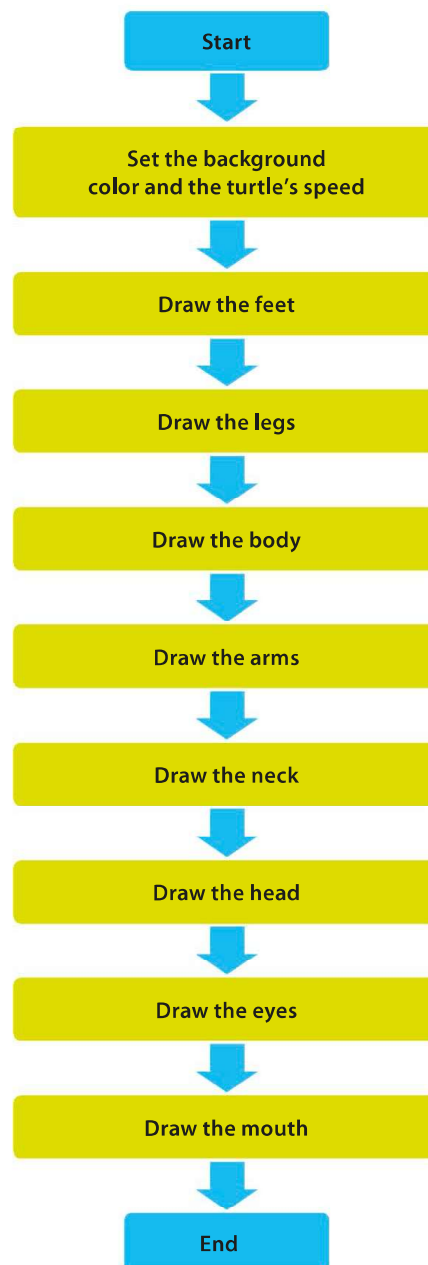 Start
Set the background
color and the turtle’s speed
Draw the feet
Draw the legs
Draw the body
Draw the arms
Draw the neck
Draw the head
Draw the eyes
Draw the mouth
End